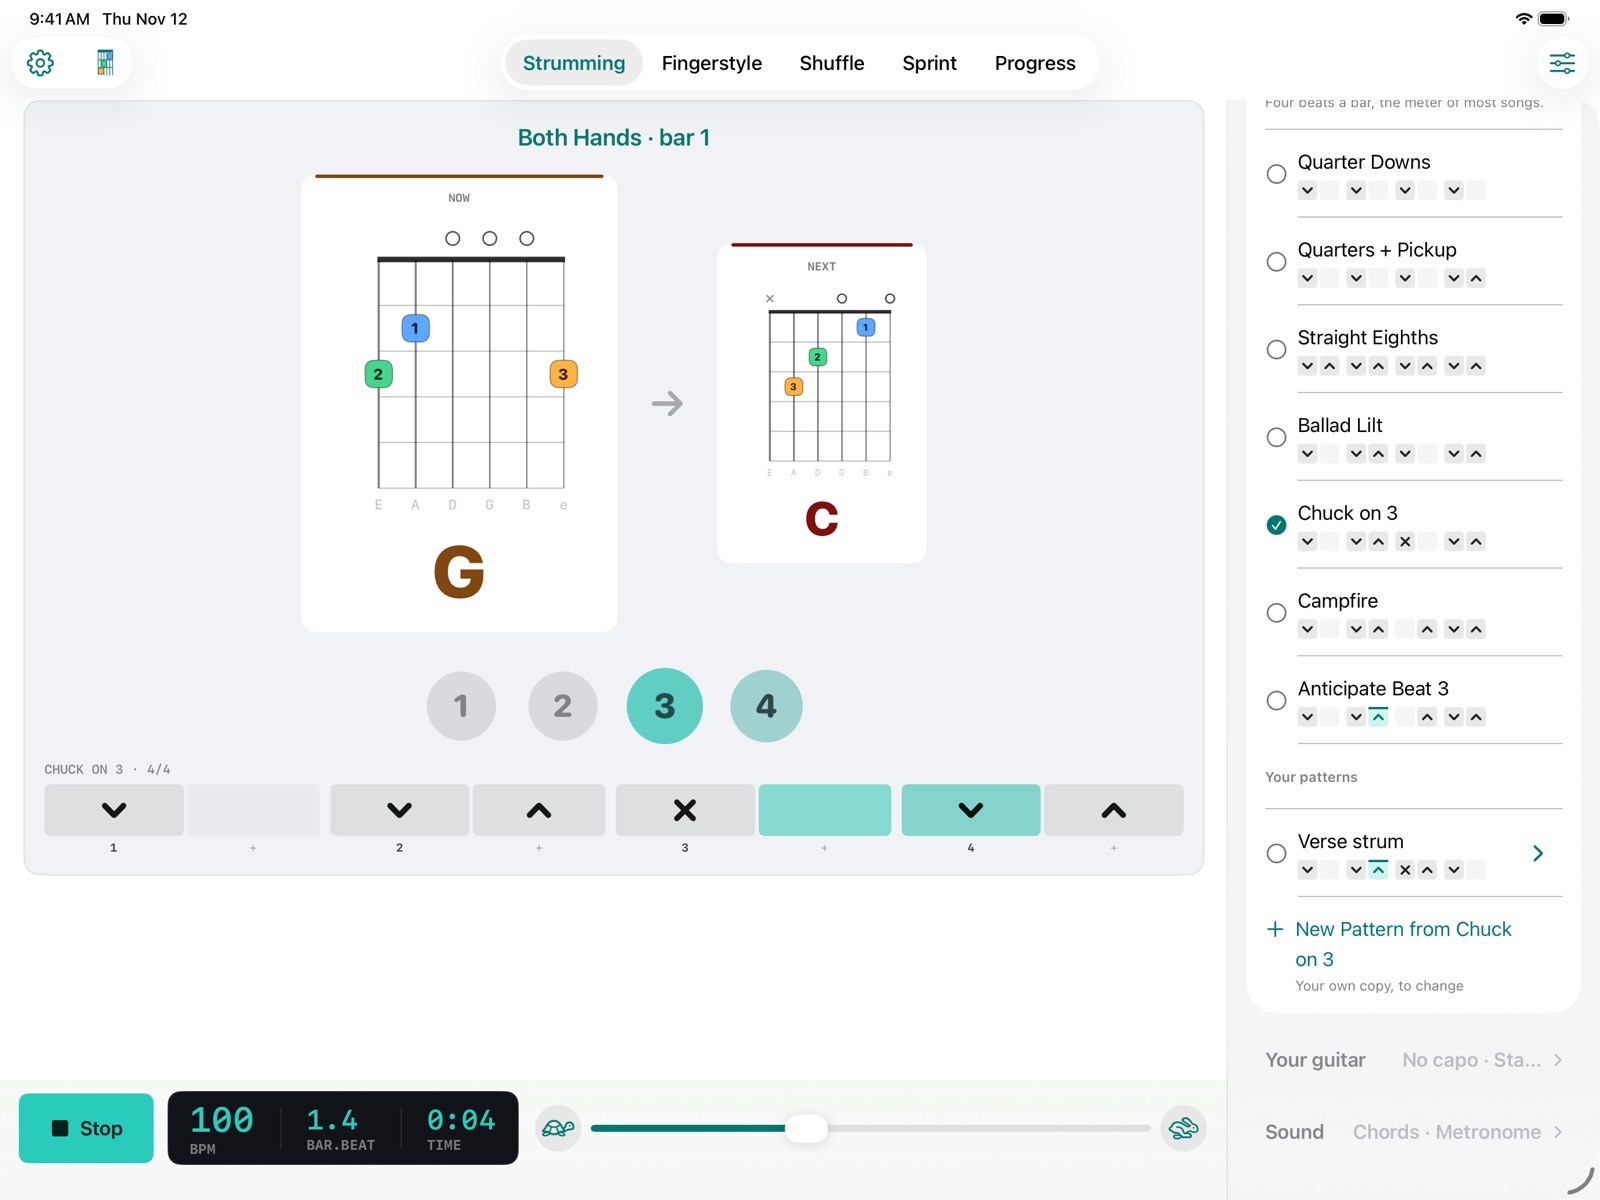 9:41 AM Thu Nov 12
Strumming Fingerstyle Shuffle Sprint Progress
Both Hands · bar 1
NOW
1
2
3
E A D G B e
G
NEXT
×
1
2
3
E A D G B e
C
1 2 3 4
CHUCK ON 3 · 4/4
1 + 2 + 3 + 4 +
Stop
100
BPM
1.4
BAR.BEAT
0:04
TIME
Four beats a bar, the meter of most songs.
Quarter Downs
Quarters + Pickup
Straight Eighths
Ballad Lilt
Chuck on 3
Campfire
Anticipate Beat 3
Your patterns
Verse strum
+ New Pattern from Chuck
on 3
Your own copy, to change
Your guitar No capo · Sta...
Sound Chords · Metronome